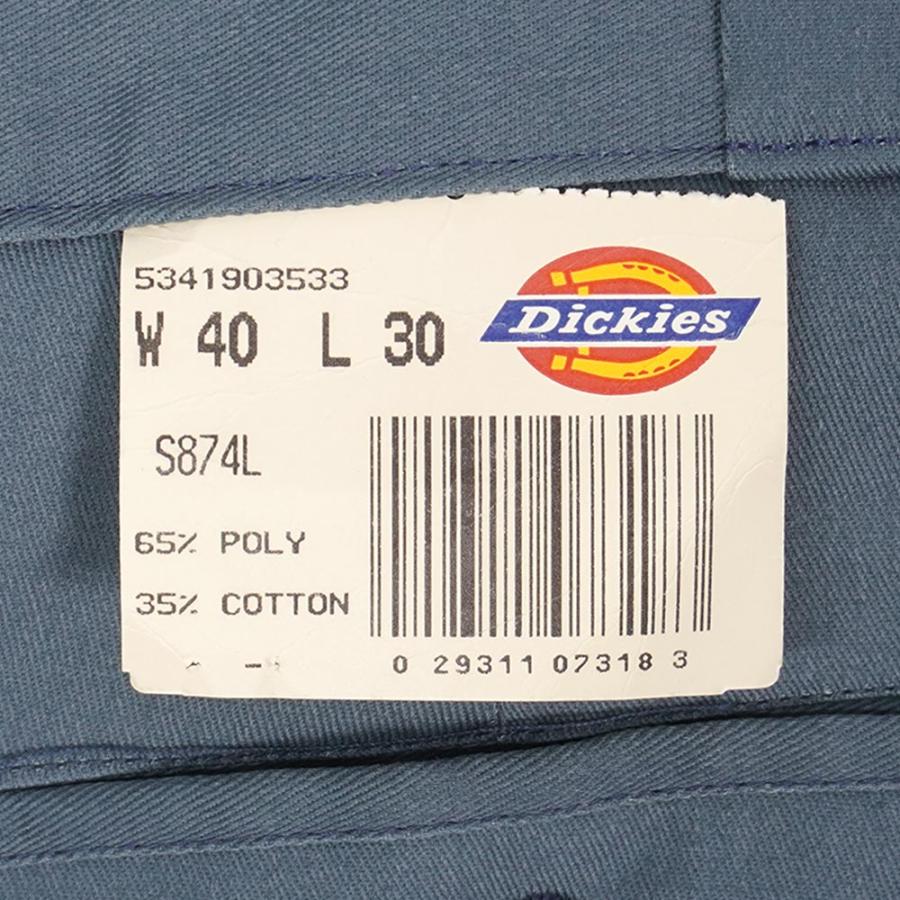 5341903533
W 40 L 30
Dickies
S874L
65% POLY
35% COTTON
0 29311 07318 3